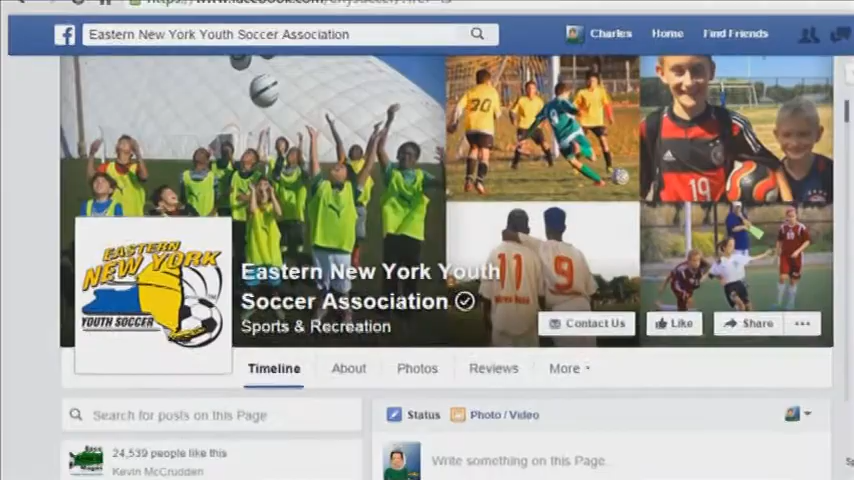 Eastern New York Youth Soccer Association
Charles
Home
Find Friends
30
19
11
9
EASTERN
NEW YORK
YOUTH SOCCER
Eastern New York Youth
Soccer Association
Sports & Recreation
Contact Us
Like
Share
Timeline
About
Photos
Reviews
More
Search for posts on this Page
Status
Photo / Video
24,539 people like this
Kevin McCrudden
Write something on this Page.